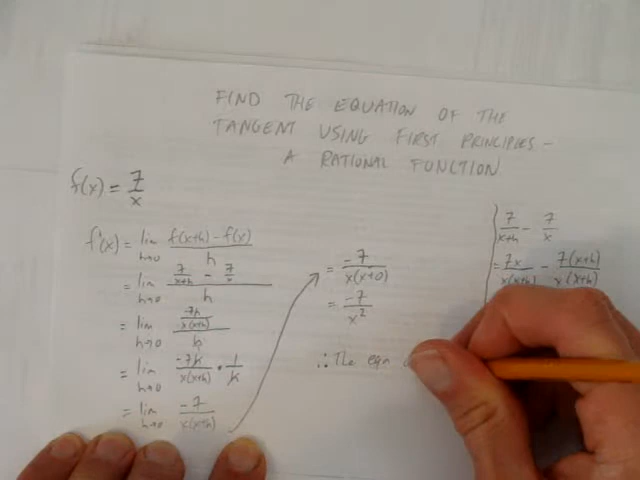 FIND THE EQUATION OF THE
TANGENT USING FIRST PRINCIPLES -
A RATIONAL FUNCTION
f(x) = 7/x
f'(x) = lim h→0 (f(x+h) - f(x))/h
= lim h→0 (7/(x+h) - 7/x)/h
= lim h→0 (-7h/(x(x+h)))/h
= lim h→0 -7h/(x(x+h)) · 1/h
= lim h→0 -7/(x(x+h))
= -7/(x(x+0))
= -7/x²
∴ The eqn
7/(x+h) - 7/x
= 7x/(x(x+h)) - 7(x+h)/(x(x+h))